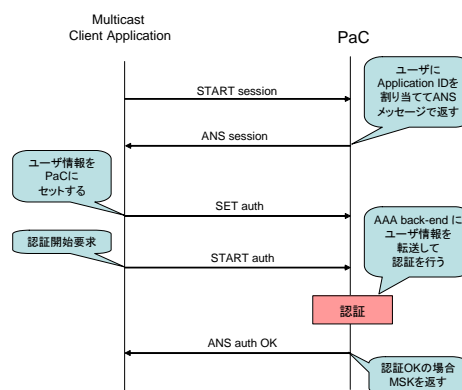 Multicast
Client Application
PaC
ユーザに
Application IDを
割り当ててANS
メッセージで返す
START session
ANS session
ユーザ情報を
PaCに
セットする
SET auth
認証開始要求
START auth
AAA back-end に
ユーザ情報を
転送して
認証を行う
認証
ANS auth OK
認証OKの場合
MSKを返す